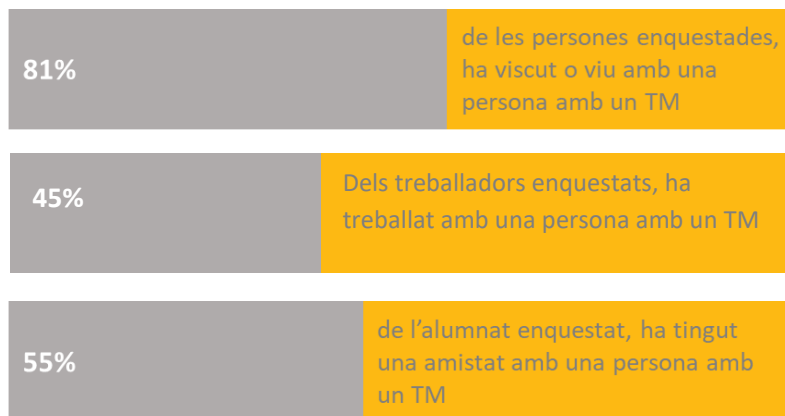 81%
de les persones enquestades,
ha viscut o viu amb una
persona amb un TM
45%
Dels treballadors enquestats, ha
treballat amb una persona amb un TM
55%
de l’alumnat enquestat, ha tingut
una amistat amb una persona amb
un TM